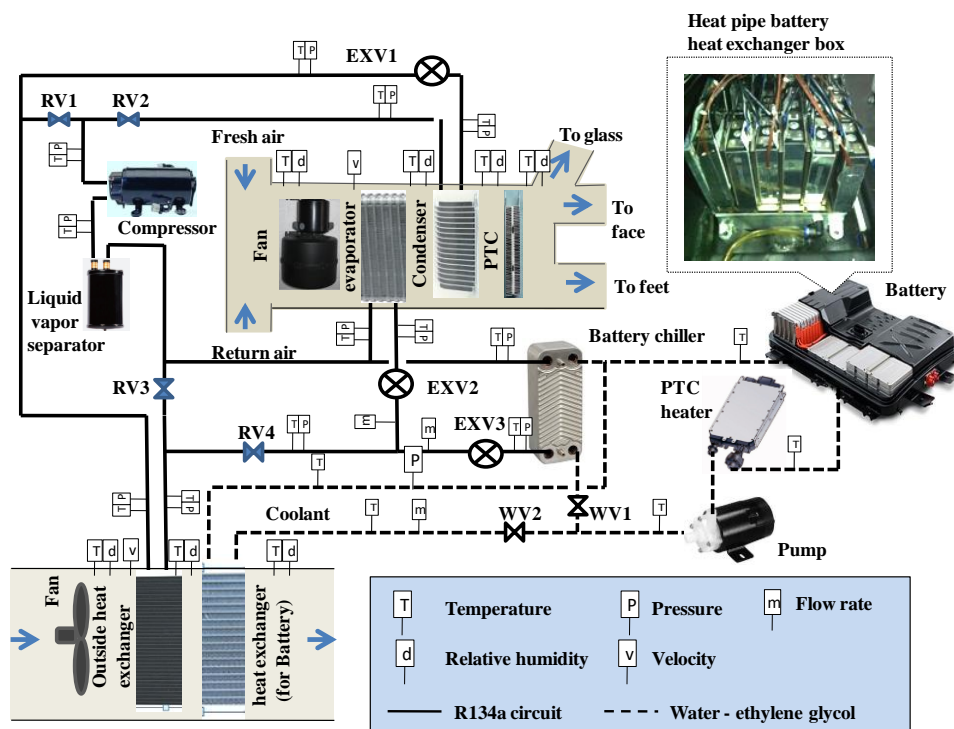 Heat pipe battery
heat exchanger box
T P
EXV1
RV1
RV2
T P
T P
T P
Fresh air
To glass
T d
v
T d
T d
T d
Compressor
T P
Fan
evaporator
Condenser
PTC
To
face
To feet
Liquid
vapor
separator
Battery
T P
T P
T P
Return air
Battery chiller
T
RV3
EXV2
PTC
heater
m
RV4
T P
m
EXV3
T P
P
T
T
T P
T P
Coolant
T
m
WV2
WV1
T
Pump
T d
v
T d
T d
Fan
Outside heat
exchanger
heat exchanger
(for Battery)
T
Temperature
P
Pressure
m
Flow rate
d
Relative humidity
v
Velocity
R134a circuit
Water - ethylene glycol